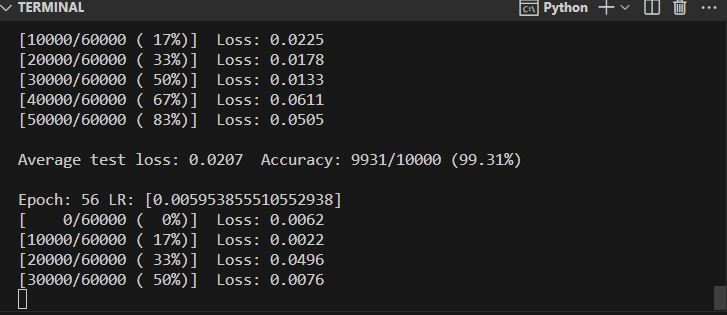 TERMINAL
Python
[10000/60000 ( 17%)]  Loss: 0.0225
[20000/60000 ( 33%)]  Loss: 0.0178
[30000/60000 ( 50%)]  Loss: 0.0133
[40000/60000 ( 67%)]  Loss: 0.0611
[50000/60000 ( 83%)]  Loss: 0.0505
Average test loss: 0.0207  Accuracy: 9931/10000 (99.31%)
Epoch: 56 LR: [0.005953855510552938]
[    0/60000 (  0%)]  Loss: 0.0062
[10000/60000 ( 17%)]  Loss: 0.0022
[20000/60000 ( 33%)]  Loss: 0.0496
[30000/60000 ( 50%)]  Loss: 0.0076